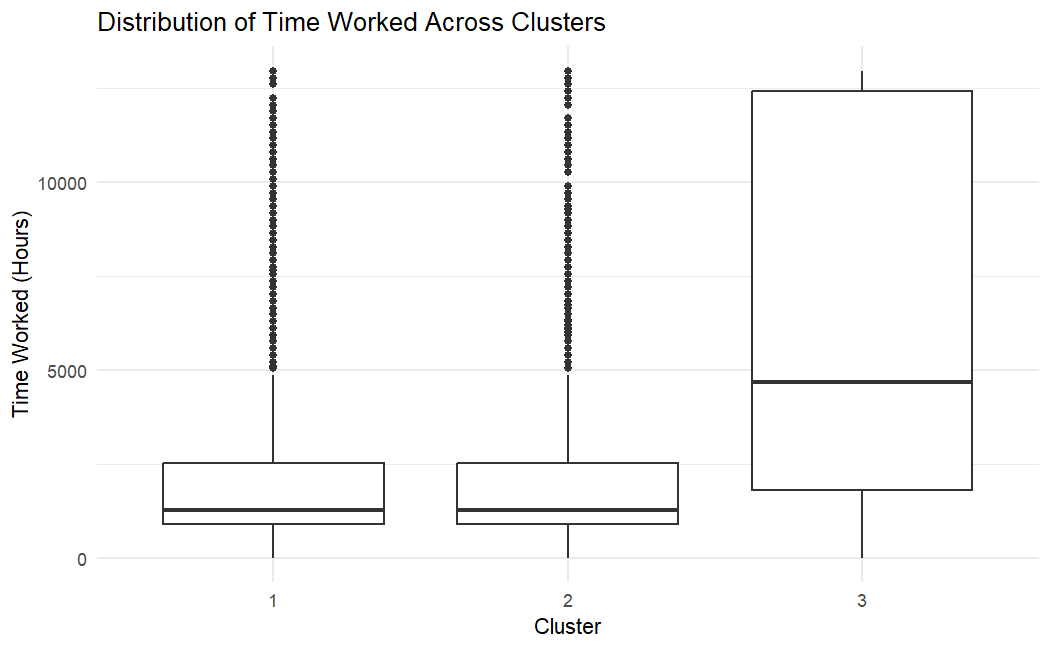 Distribution of Time Worked Across Clusters
Time Worked (Hours)
10000
5000
0
1 2 3
Cluster